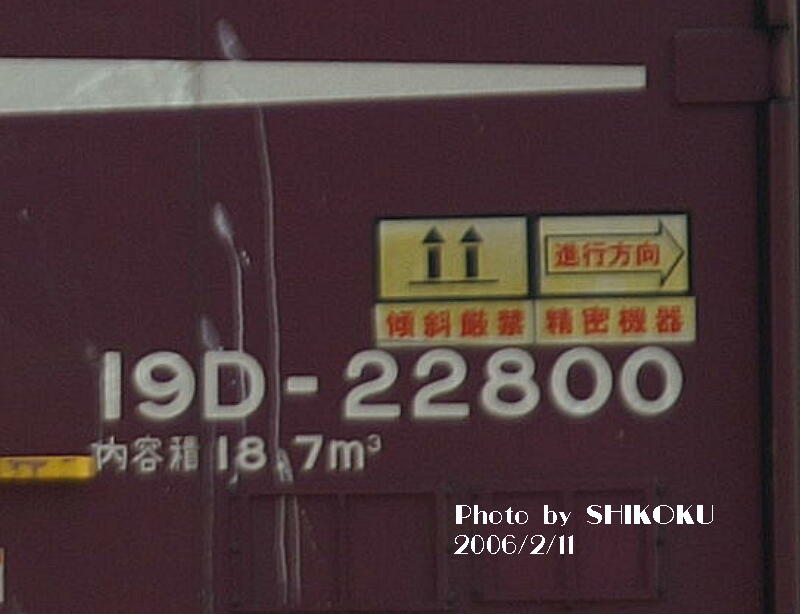 進行方向
傾斜厳禁 精密機器
19D-22800
内容積 18.7m³
Photo by SHIKOKU
2006/2/11